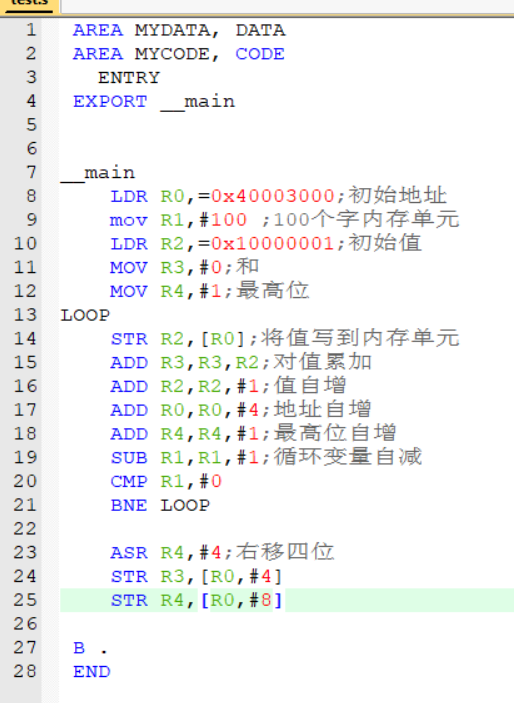 test.s
1 AREA MYDATA, DATA
2 AREA MYCODE, CODE
3 ENTRY
4 EXPORT __main
5
6
7 __main
8 LDR R0,=0x40003000;初始地址
9 mov R1,#100 ;100个字内存单元
10 LDR R2,=0x10000001;初始值
11 MOV R3,#0;和
12 MOV R4,#1;最高位
13 LOOP
14 STR R2,[R0];将值写到内存单元
15 ADD R3,R3,R2;对值累加
16 ADD R2,R2,#1;值自增
17 ADD R0,R0,#4;地址自增
18 ADD R4,R4,#1;最高位自增
19 SUB R1,R1,#1;循环变量自减
20 CMP R1,#0
21 BNE LOOP
22
23 ASR R4,#4;右移四位
24 STR R3,[R0,#4]
25 STR R4,[R0,#8]
26
27 B .
28 END